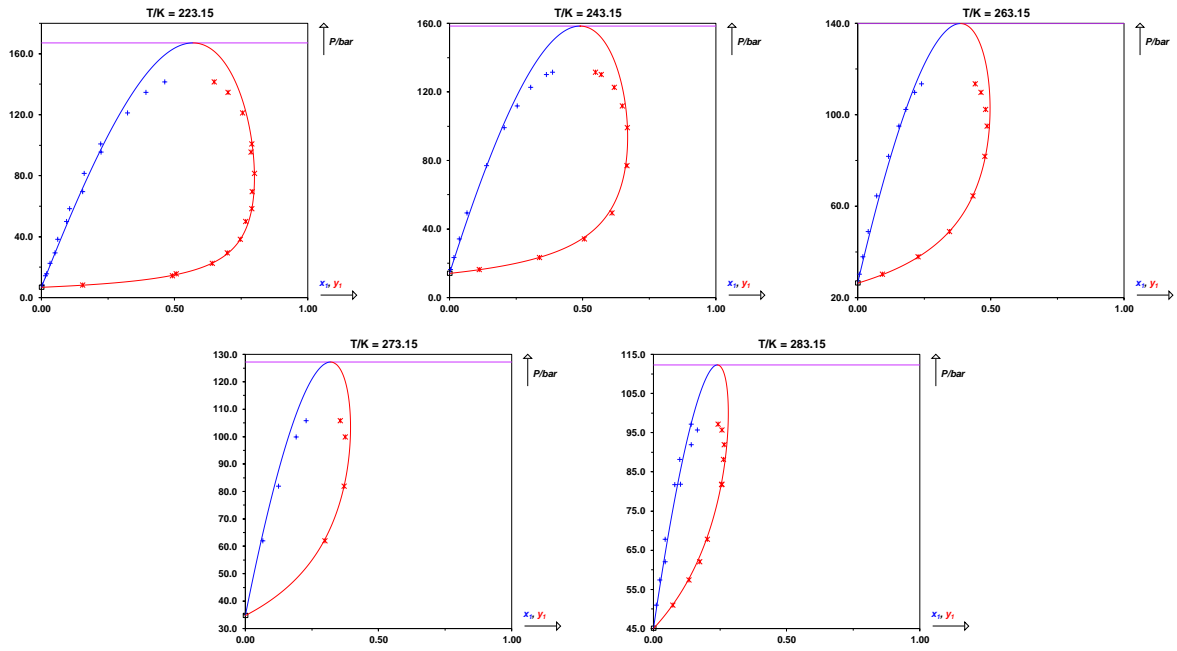 T/K = 223.15
P/bar
160.0
120.0
80.0
40.0
0.0
0.00 0.50 1.00
x1, y1
T/K = 243.15
P/bar
160.0
120.0
80.0
40.0
0.0
0.00 0.50 1.00
x1, y1
T/K = 263.15
P/bar
140.0
100.0
60.0
20.0
0.00 0.50 1.00
x1, y1
T/K = 273.15
P/bar
130.0
120.0
110.0
100.0
90.0
80.0
70.0
60.0
50.0
40.0
30.0
0.00 0.50 1.00
x1, y1
T/K = 283.15
P/bar
115.0
105.0
95.0
85.0
75.0
65.0
55.0
45.0
0.00 0.50 1.00
x1, y1